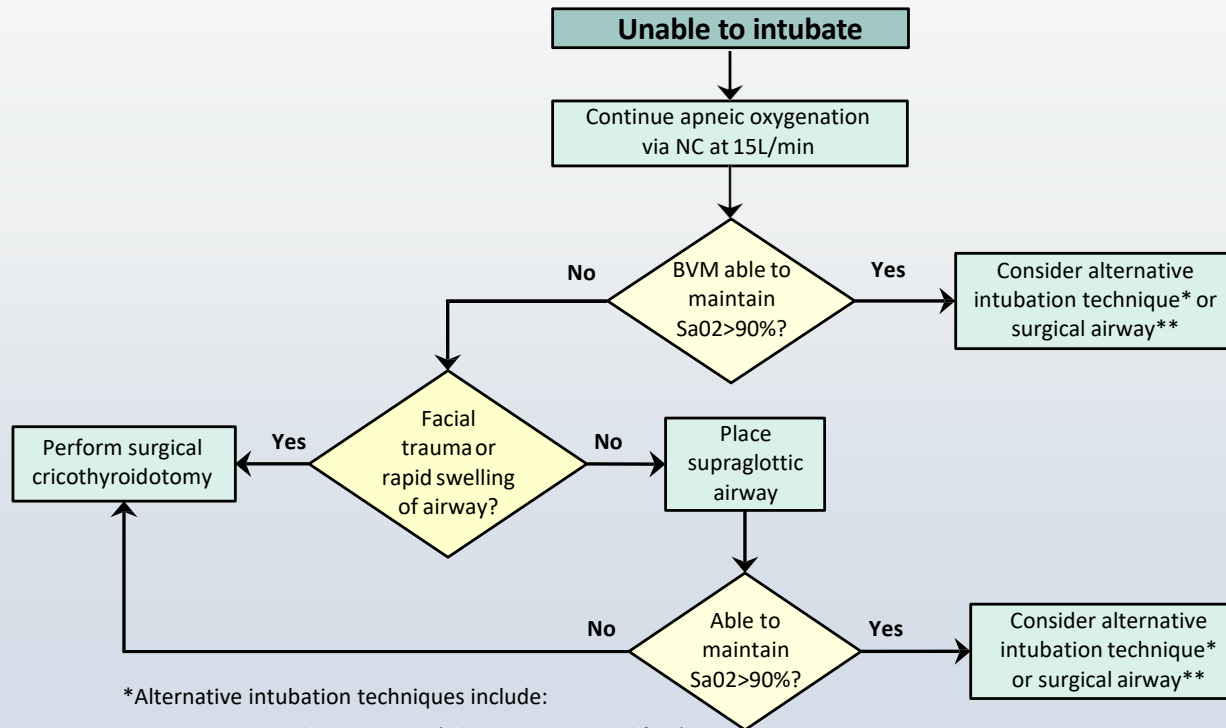 Unable to intubate
Continue apneic oxygenation
via NC at 15L/min
No
BVM able to
maintain
Sa02>90%?
Yes
Consider alternative
intubation technique* or
surgical airway**
Perform surgical
cricothyroidotomy
Yes
Facial
trauma or
rapid swelling
of airway?
No
Place
supraglottic
airway
No
Able to
maintain
Sa02>90%?
Yes
Consider alternative
intubation technique*
or surgical airway**
*Alternative intubation techniques include: